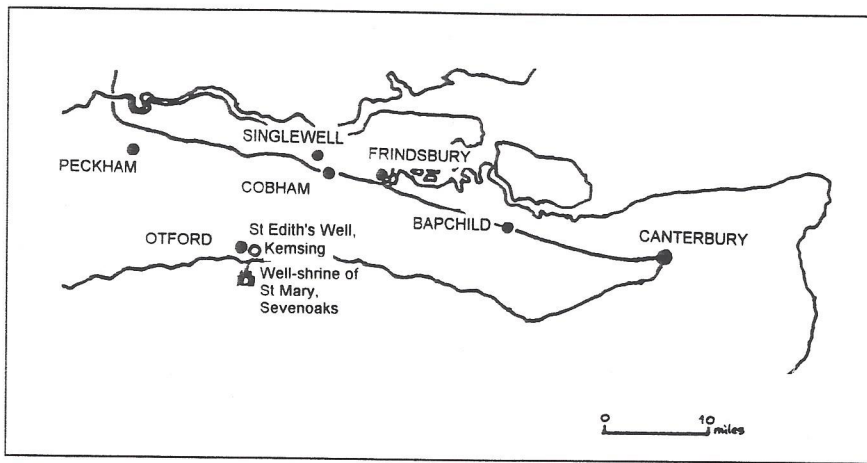 SINGLEWELL
FRINDSBURY
PECKHAM
COBHAM
BAPCHILD
CANTERBURY
OTFORD
St Edith's Well,
Kemsing
Well-shrine of
St Mary,
Sevenoaks
0 10
miles